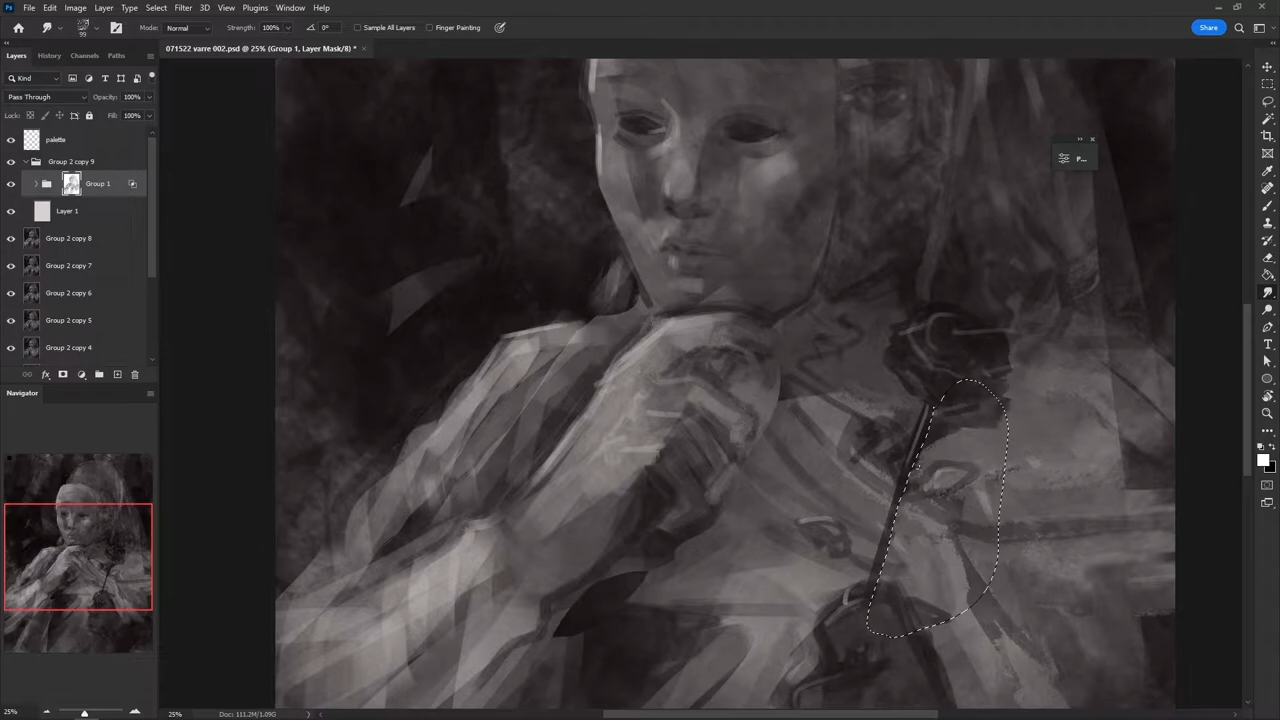 Ps File Edit Image Layer Type Select Filter 3D View Plugins Window Help
99 Mode: Normal Strength: 100% 0° Sample All Layers Finger Painting Share
Layers History Channels Paths
071522 varre 002.psd @ 25% (Group 1, Layer Mask/8) *
Kind
Pass Through Opacity: 100%
Lock: Fill: 100%
palette
Group 2 copy 9
Group 1
Layer 1
Group 2 copy 8
Group 2 copy 7
Group 2 copy 6
Group 2 copy 5
Group 2 copy 4
fx
Navigator
P...
25%
25% Doc: 111.2M/1.09G